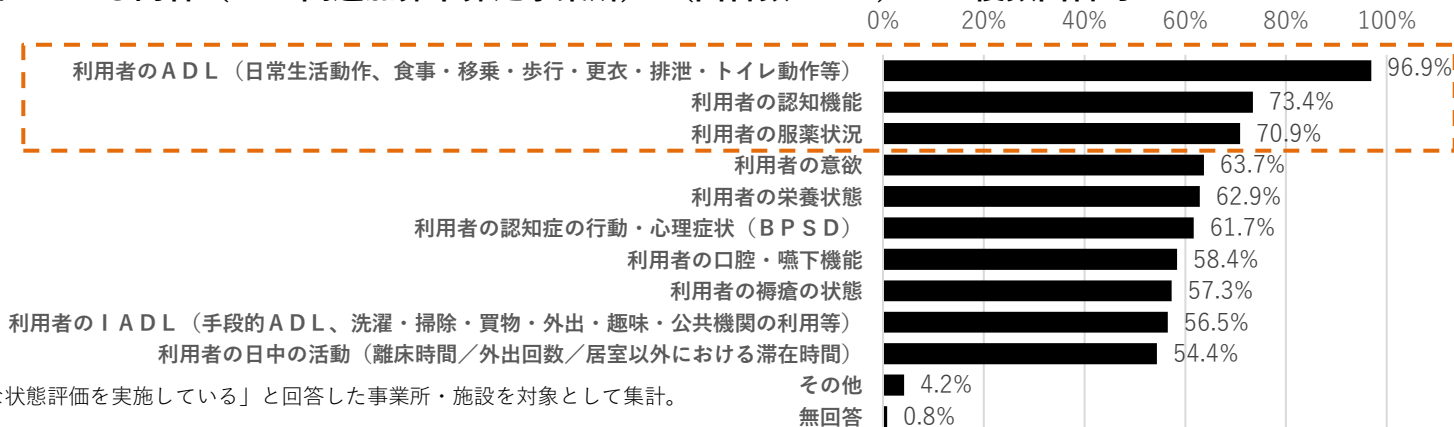 0% 20% 40% 60% 80% 100%
利用者のＡＤＬ（日常生活動作、食事・移乗・歩行・更衣・排泄・トイレ動作等） 96.9%
利用者の認知機能 73.4%
利用者の服薬状況 70.9%
利用者の意欲 63.7%
利用者の栄養状態 62.9%
利用者の認知症の行動・心理症状（ＢＰＳＤ） 61.7%
利用者の口腔・嚥下機能 58.4%
利用者の褥瘡の状態 57.3%
利用者のＩＡＤＬ（手段的ＡＤＬ、洗濯・掃除・買物・外出・趣味・公共機関の利用等） 56.5%
利用者の日中の活動（離床時間／外出回数／居室以外における滞在時間） 54.4%
その他 4.2%
状態評価を実施している」と回答した事業所・施設を対象として集計。
無回答 0.8%